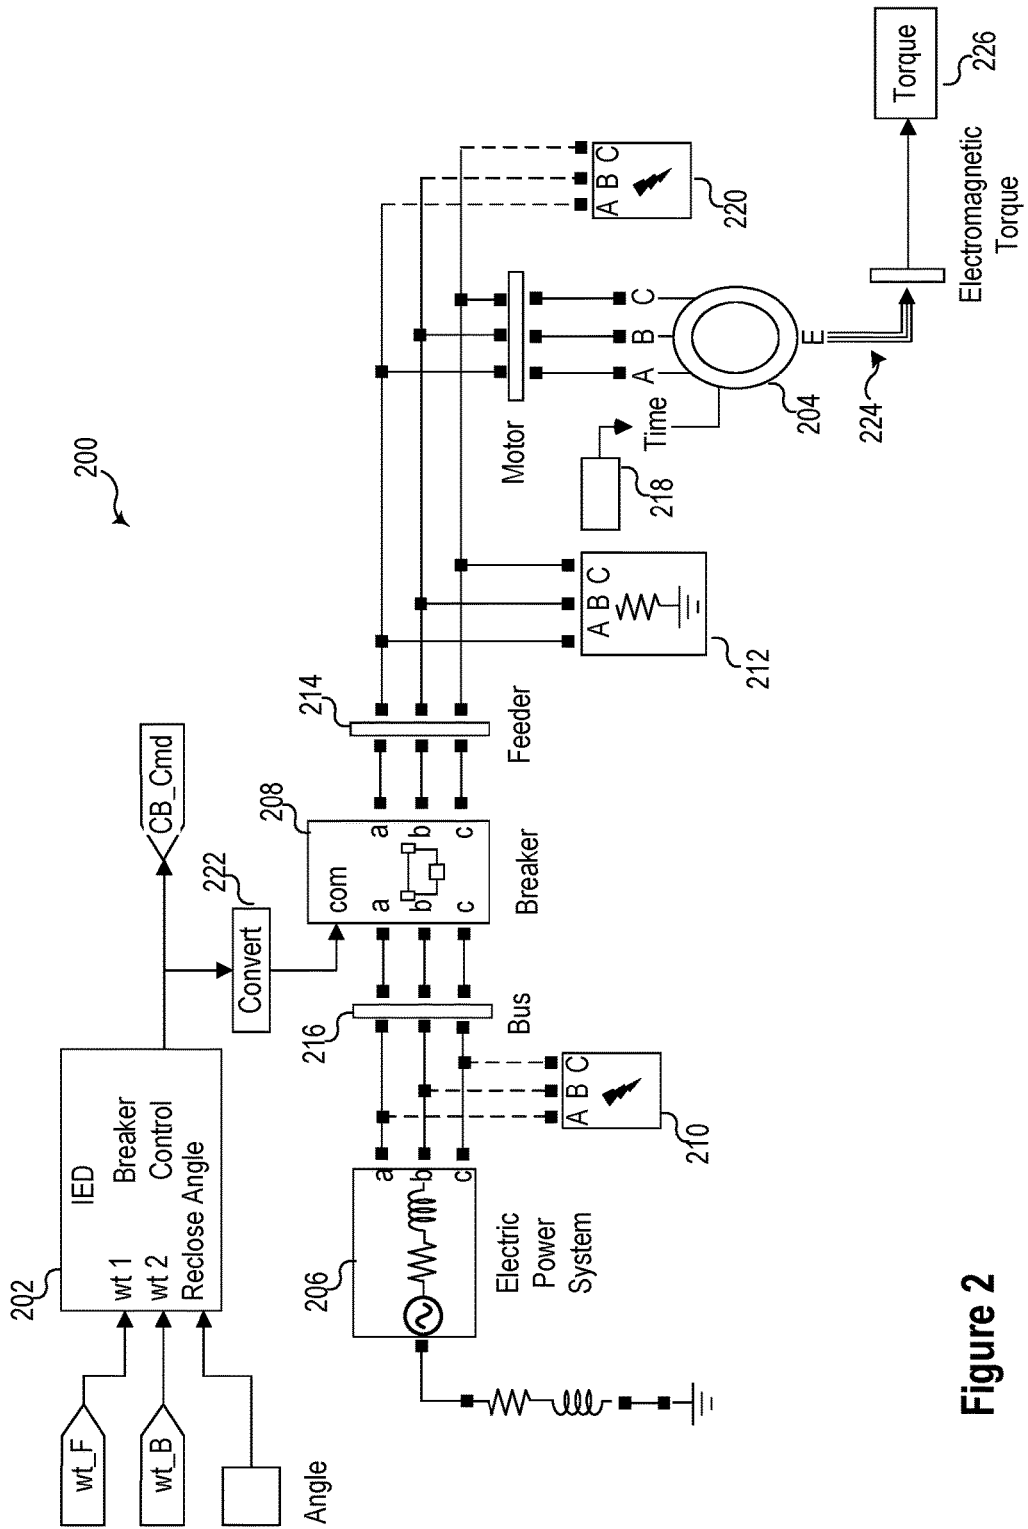 200
wt_F
wt_B
Angle
202
IED
wt 1
Breaker
wt 2
Control
Reclose Angle
CB_Cmd
222
Convert
206
a
b
c
Electric
Power
System
216
Bus
A B C
210
208
com
a
a
b
b
c
c
Breaker
214
Feeder
A B C
212
Motor
218
Time
A
B
C
204
E
224
A B C
220
Electromagnetic
Torque
Torque
226
Figure 2